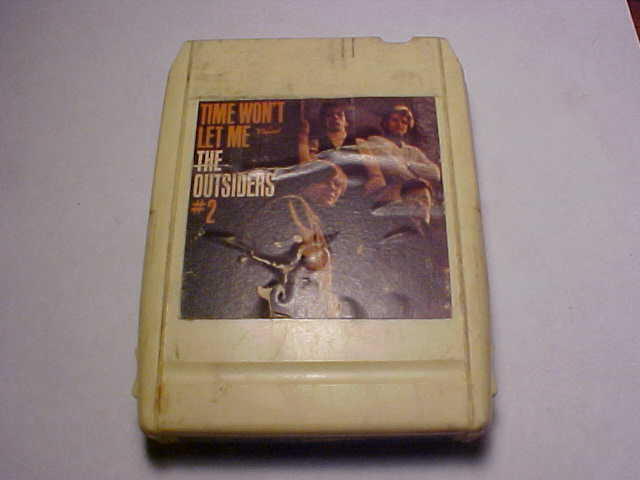 TIME WON'T
LET ME
THE
OUTSIDERS
#2